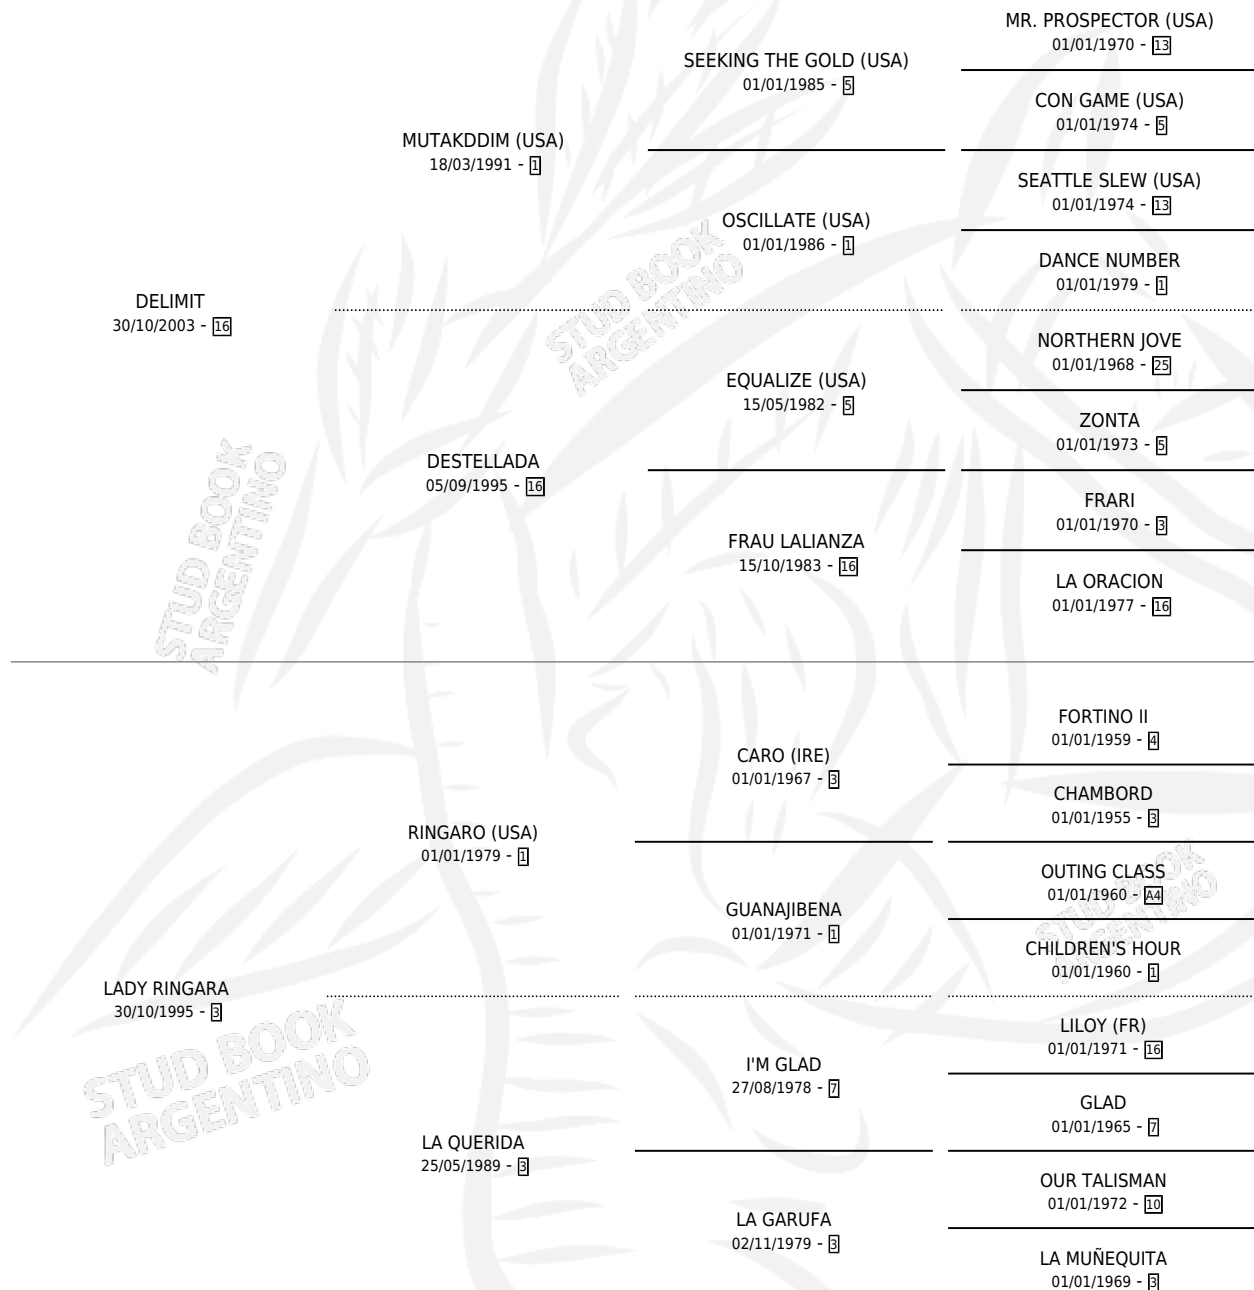 MR. PROSPECTOR (USA)
01/01/1970 - 13
SEEKING THE GOLD (USA)
01/01/1985 - 5
CON GAME (USA)
01/01/1974 - 5
MUTAKDDIM (USA)
18/03/1991 - 1
SEATTLE SLEW (USA)
01/01/1974 - 13
OSCILLATE (USA)
01/01/1986 - 1
DANCE NUMBER
01/01/1979 - 1
DELIMIT
30/10/2003 - 16
NORTHERN JOVE
01/01/1968 - 25
EQUALIZE (USA)
15/05/1982 - 5
ZONTA
01/01/1973 - 5
DESTELLADA
05/09/1995 - 16
FRARI
01/01/1970 - 3
FRAU LALIANZA
15/10/1983 - 16
LA ORACION
01/01/1977 - 16
FORTINO II
01/01/1959 - 4
CARO (IRE)
01/01/1967 - 3
CHAMBORD
01/01/1955 - 3
RINGARO (USA)
01/01/1979 - 1
OUTING CLASS
01/01/1960 - A4
GUANAJIBENA
01/01/1971 - 1
CHILDREN'S HOUR
01/01/1960 - 1
LADY RINGARA
30/10/1995 - 3
LILOY (FR)
01/01/1971 - 16
I'M GLAD
27/08/1978 - 7
GLAD
01/01/1965 - 7
LA QUERIDA
25/05/1989 - 3
OUR TALISMAN
01/01/1972 - 10
LA GARUFA
02/11/1979 - 3
LA MUÑEQUITA
01/01/1969 - 3
STUD BOOK
ARGENTINO
STUD BOOK
ARGENTINO
STUD BOOK
ARGENTINO
STUD BOOK
ARGENTINO